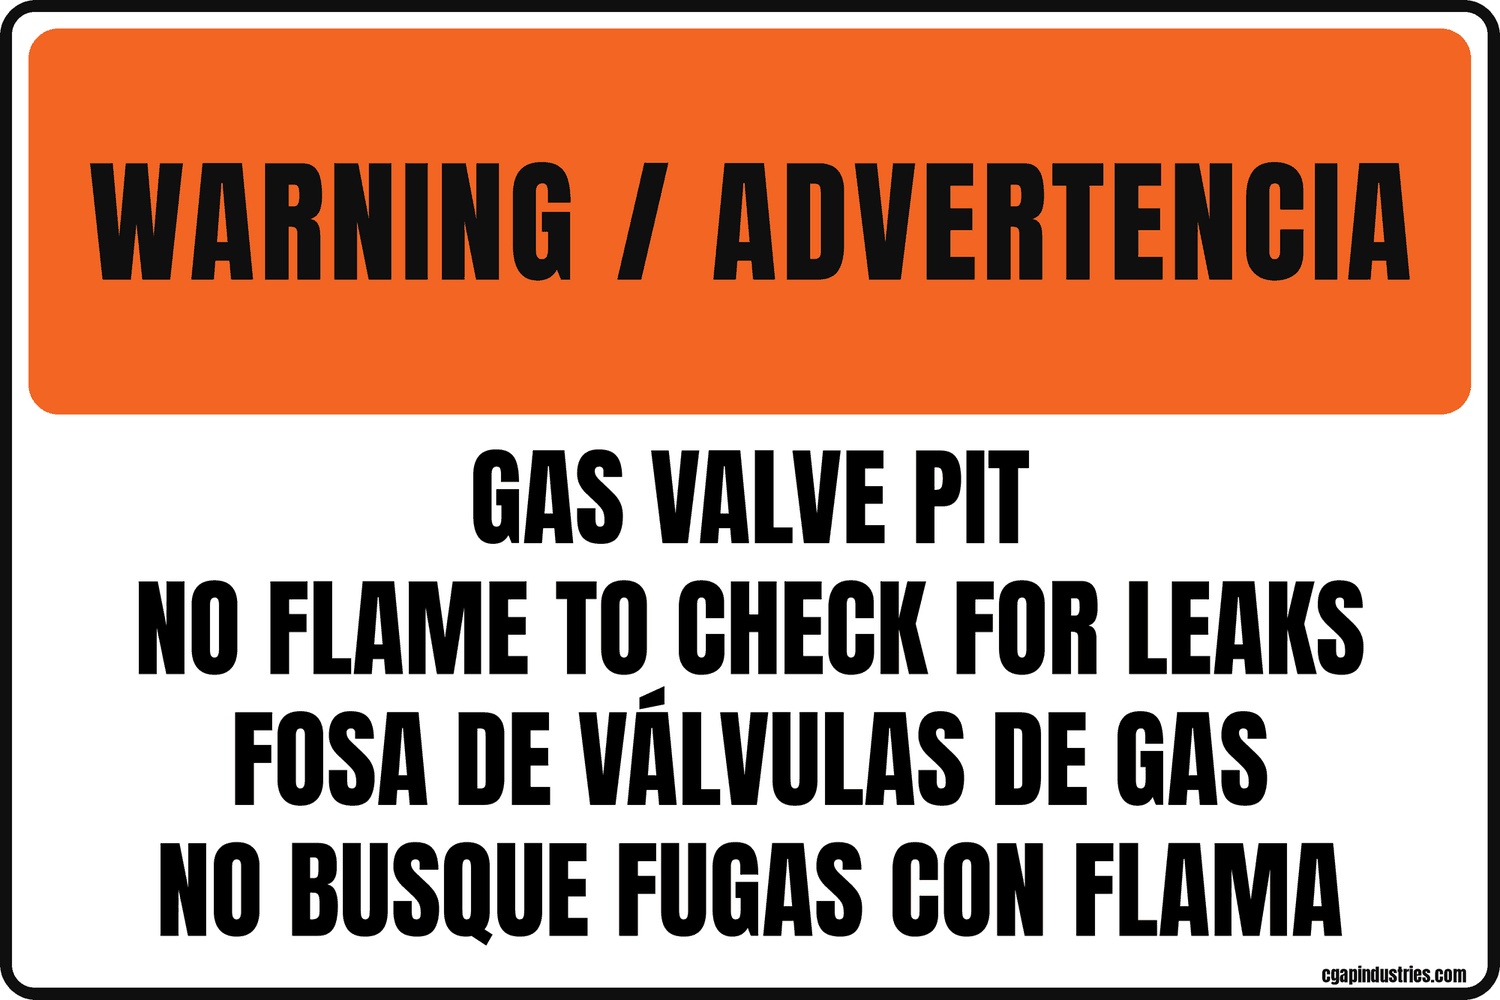 WARNING / ADVERTENCIA
GAS VALVE PIT
NO FLAME TO CHECK FOR LEAKS
FOSA DE VÁLVULAS DE GAS
NO BUSQUE FUGAS CON FLAMA
cgapindustries.com